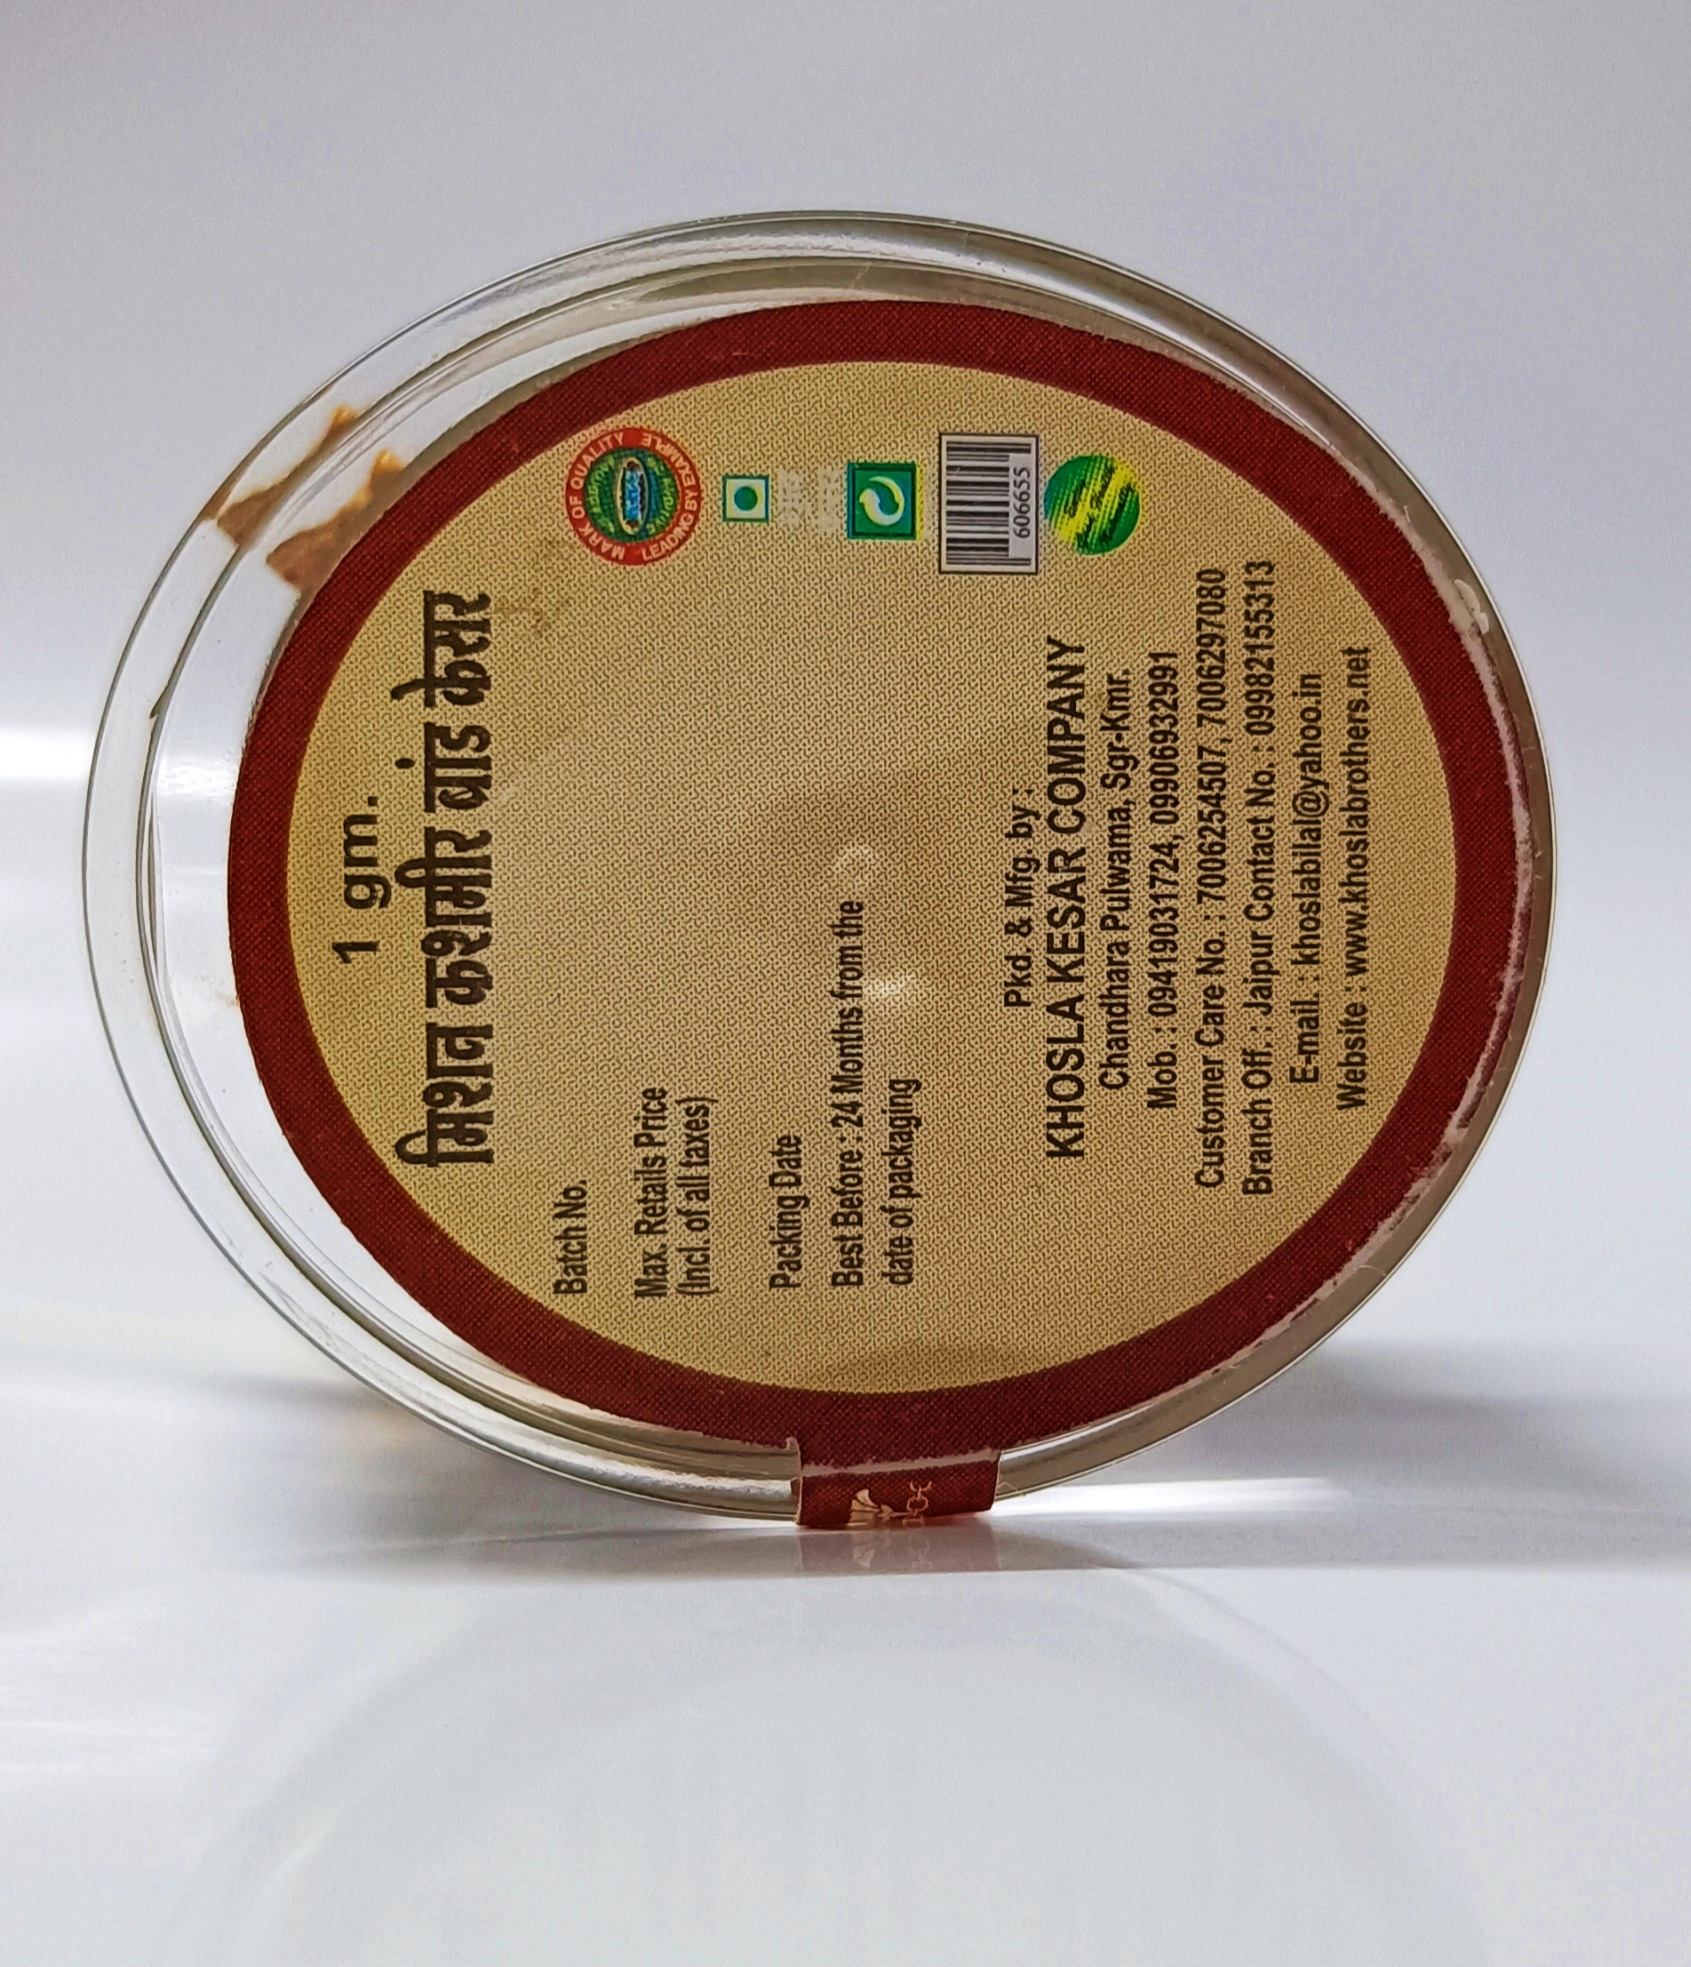 1 gm.
मिशन कशमीर ब्रांड केसर
MARK OF QUALITY
LEADING BY EXAMPLE
Batch No.
Max. Retails Price
(Incl. of all taxes)
Packing Date
Best Before : 24 Months from the
date of packaging
606655
Pkd. & Mfg. by :
KHOSLA KESAR COMPANY
Chandhara Pulwama, Sgr-Kmr.
Mob. : 09419031724, 09906932991
Customer Care No. : 7006254507, 7006297080
Branch Off. : Jaipur Contact No. : 09982155313
E-mail. : khoslabilal@yahoo.in
Website : www.khoslabrothers.net